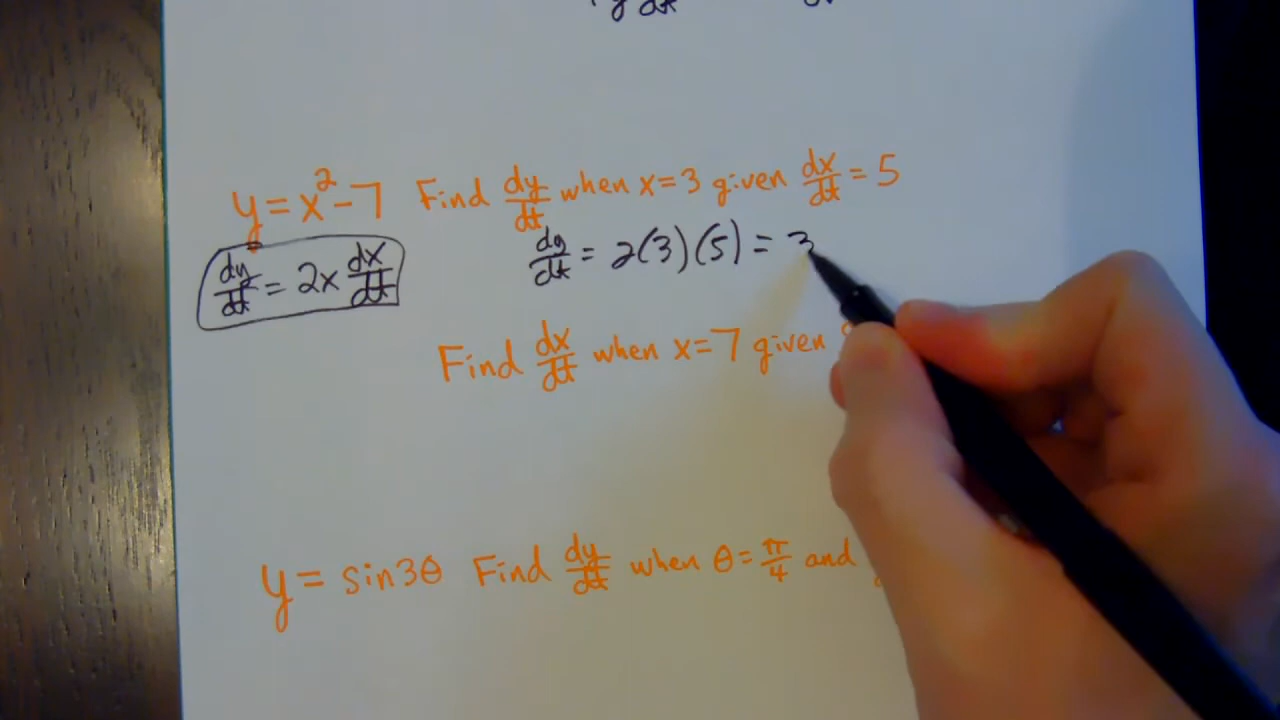 y = x² - 7 Find dy/dt when x = 3 given dx/dt = 5
dy/dt = 2x dx/dt
dy/dt = 2(3)(5) = 3
Find dx/dt when x = 7 given
y = sin3θ Find dy/dt when θ = π/4 and